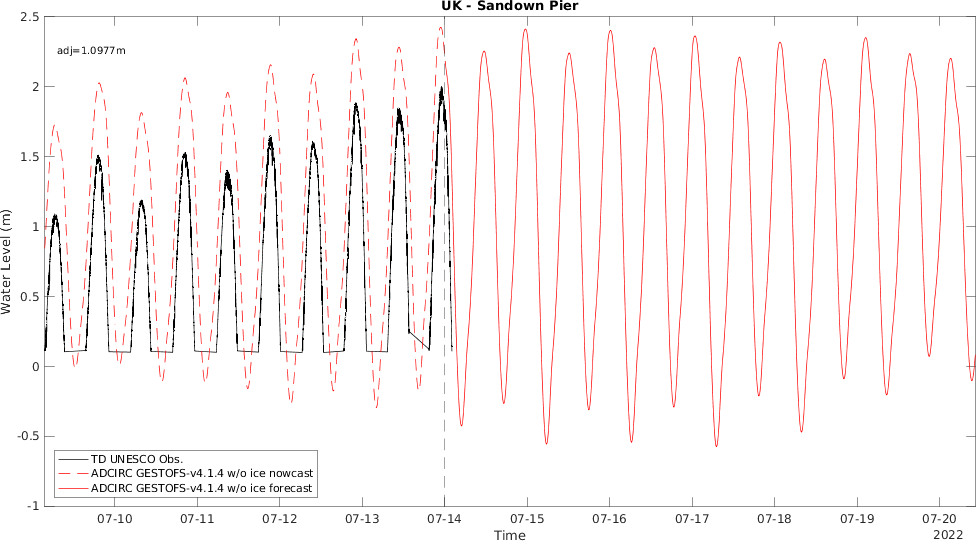 UK - Sandown Pier
2.5
adj=1.0977m
2
1.5
1
0.5
0
-0.5
-1
Water Level (m)
TD UNESCO Obs.
ADCIRC GESTOFS-v4.1.4 w/o ice nowcast
ADCIRC GESTOFS-v4.1.4 w/o ice forecast
07-10 07-11 07-12 07-13 07-14 07-15 07-16 07-17 07-18 07-19 07-20
Time
2022